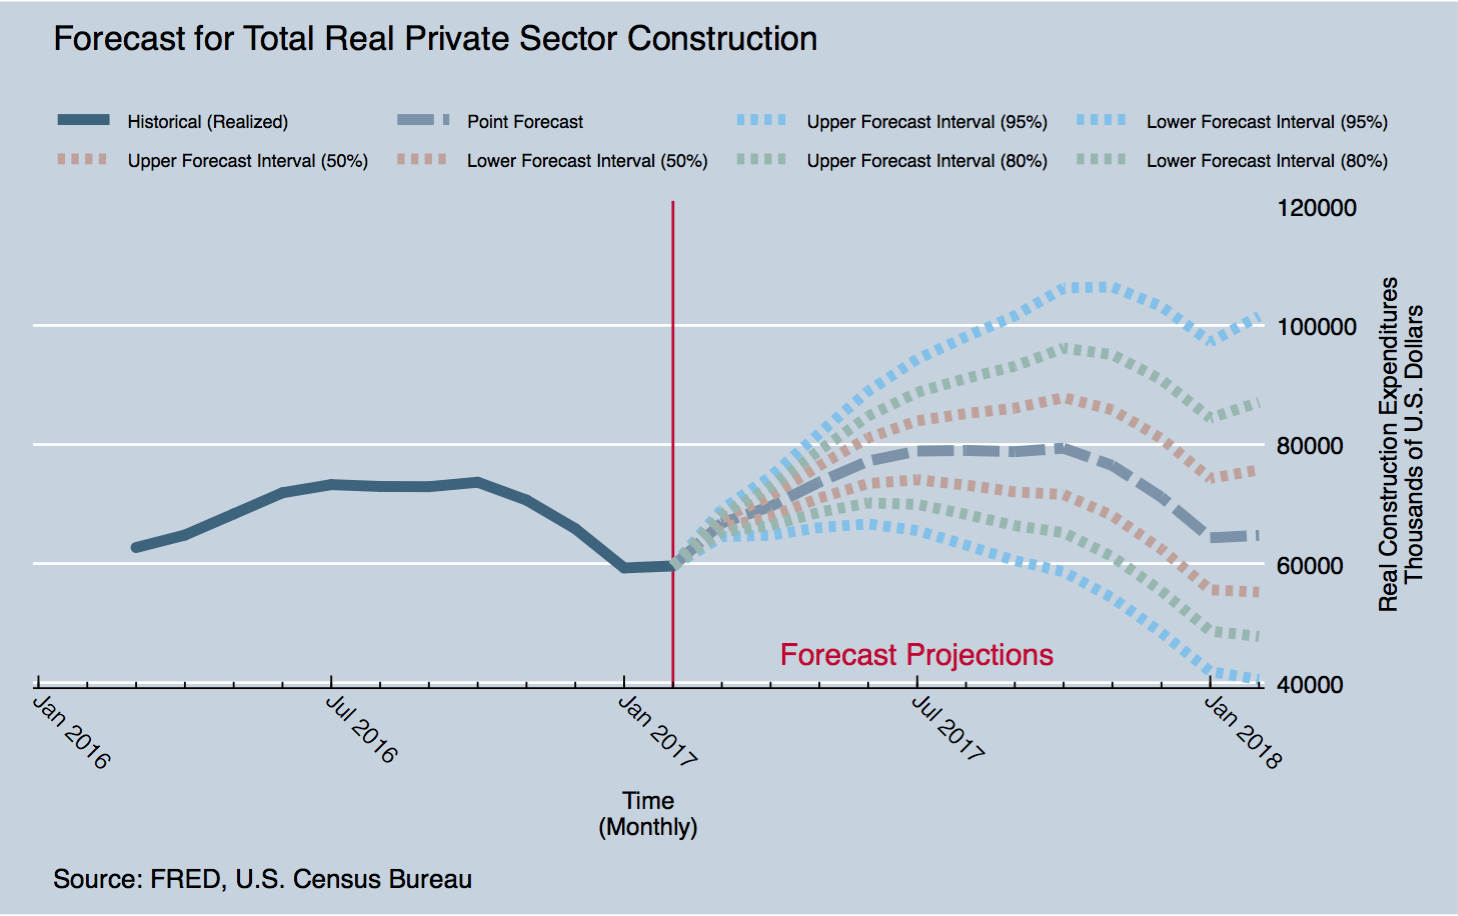 Forecast for Total Real Private Sector Construction
Historical (Realized)
Point Forecast
Upper Forecast Interval (95%)
Lower Forecast Interval (95%)
Upper Forecast Interval (50%)
Lower Forecast Interval (50%)
Upper Forecast Interval (80%)
Lower Forecast Interval (80%)
120000
100000
80000
60000
40000
Real Construction Expenditures
Thousands of U.S. Dollars
Forecast Projections
Jan 2016
Jul 2016
Jan 2017
Jul 2017
Jan 2018
Time
(Monthly)
Source: FRED, U.S. Census Bureau